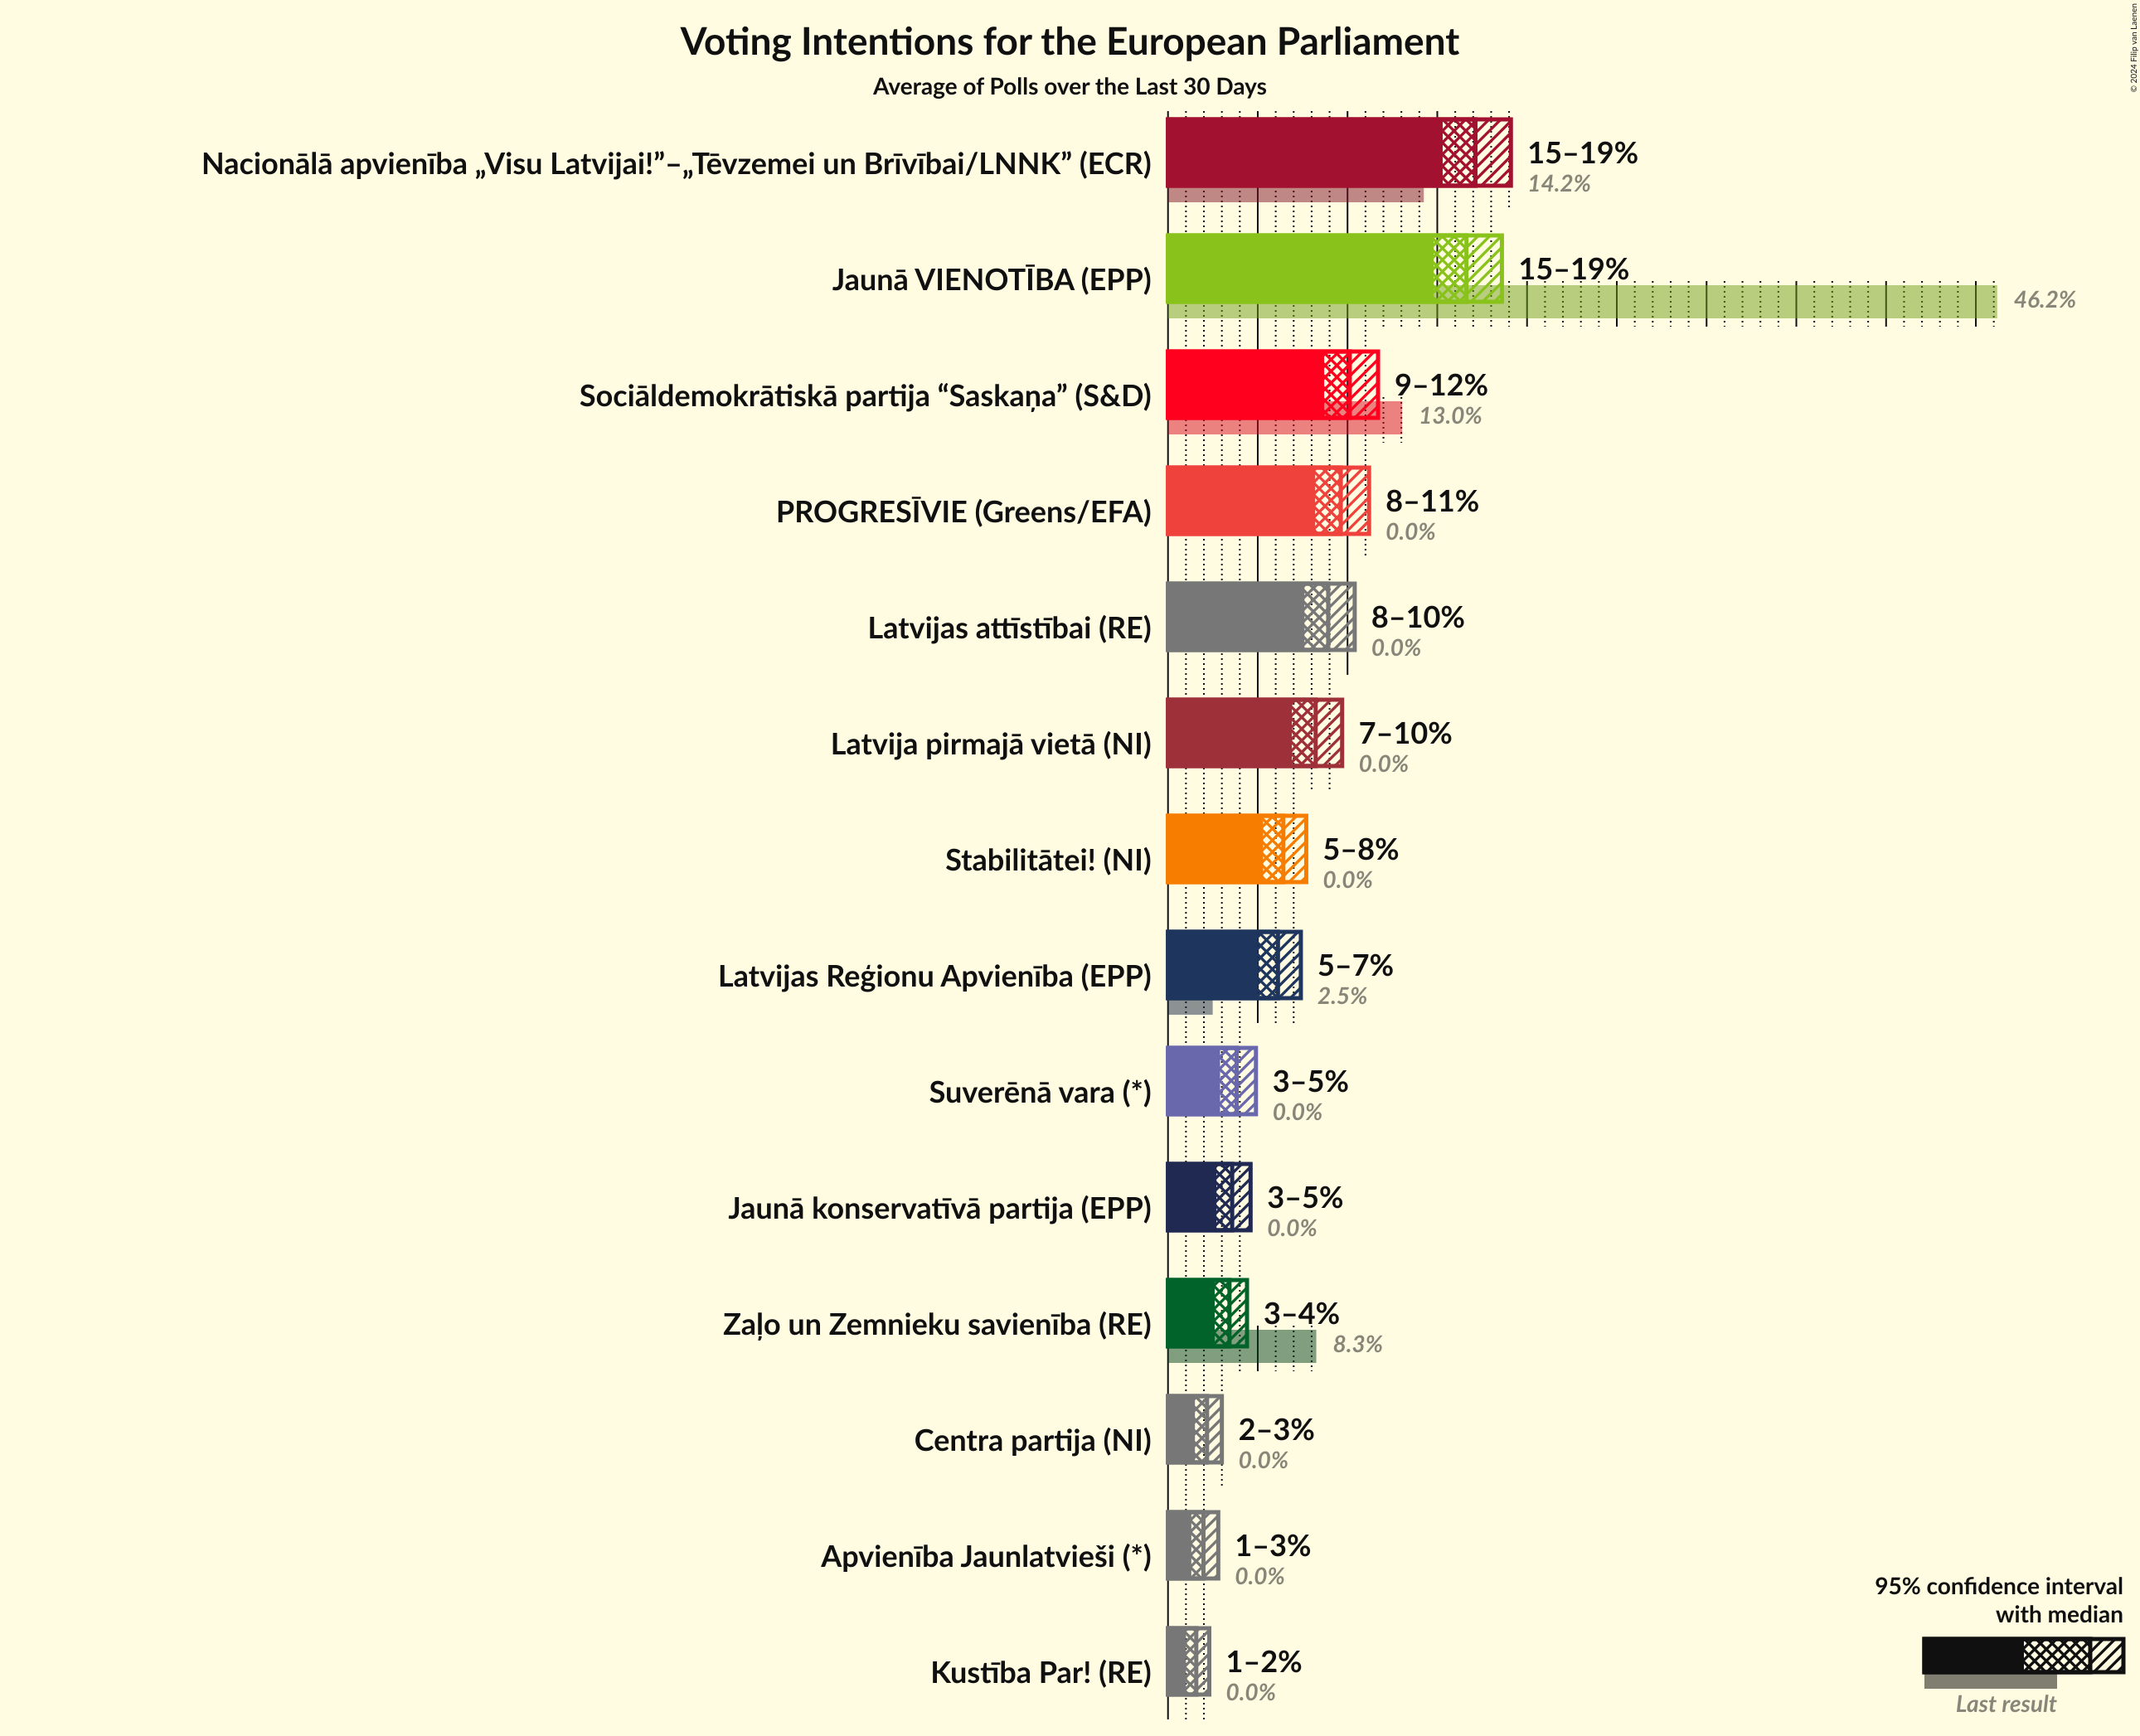 Voting Intentions for the European Parliament
Average of Polls over the Last 30 Days
© 2024 Filip van Laenen
Nacionālā apvienība „Visu Latvijai!”–„Tēvzemei un Brīvībai/LNNK” (ECR)
15–19%
14.2%
Jaunā VIENOTĪBA (EPP)
15–19%
46.2%
Sociāldemokrātiskā partija “Saskaņa” (S&D)
9–12%
13.0%
PROGRESĪVIE (Greens/EFA)
8–11%
0.0%
Latvijas attīstībai (RE)
8–10%
0.0%
Latvija pirmajā vietā (NI)
7–10%
0.0%
Stabilitātei! (NI)
5–8%
0.0%
Latvijas Reģionu Apvienība (EPP)
5–7%
2.5%
Suverēnā vara (*)
3–5%
0.0%
Jaunā konservatīvā partija (EPP)
3–5%
0.0%
Zaļo un Zemnieku savienība (RE)
3–4%
8.3%
Centra partija (NI)
2–3%
0.0%
Apvienība Jaunlatvieši (*)
1–3%
0.0%
Kustība Par! (RE)
1–2%
0.0%
95% confidence interval
with median
Last result